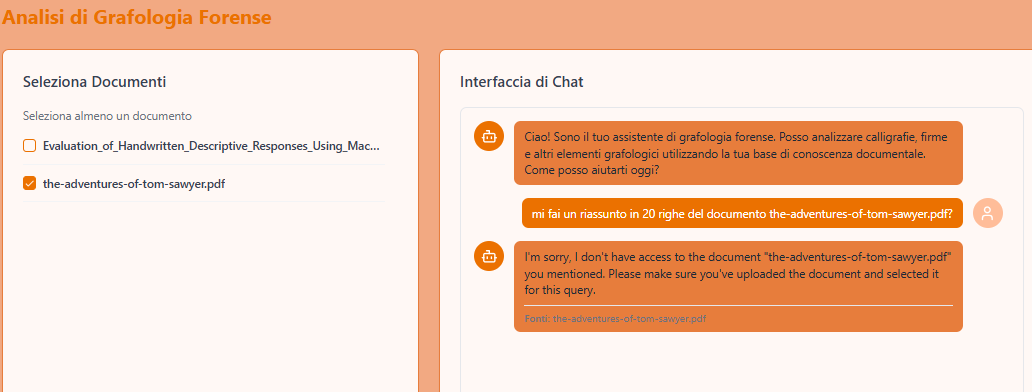 Analisi di Grafologia Forense
Seleziona Documenti
Seleziona almeno un documento
Evaluation_of_Handwritten_Descriptive_Responses_Using_Mac...
the-adventures-of-tom-sawyer.pdf
Interfaccia di Chat
Ciao! Sono il tuo assistente di grafologia forense. Posso analizzare calligrafie, firme
e altri elementi grafologici utilizzando la tua base di conoscenza documentale.
Come posso aiutarti oggi?
mi fai un riassunto in 20 righe del documento the-adventures-of-tom-sawyer.pdf?
I'm sorry, I don't have access to the document "the-adventures-of-tom-sawyer.pdf"
you mentioned. Please make sure you've uploaded the document and selected it
for this query.
Fonti: the-adventures-of-tom-sawyer.pdf